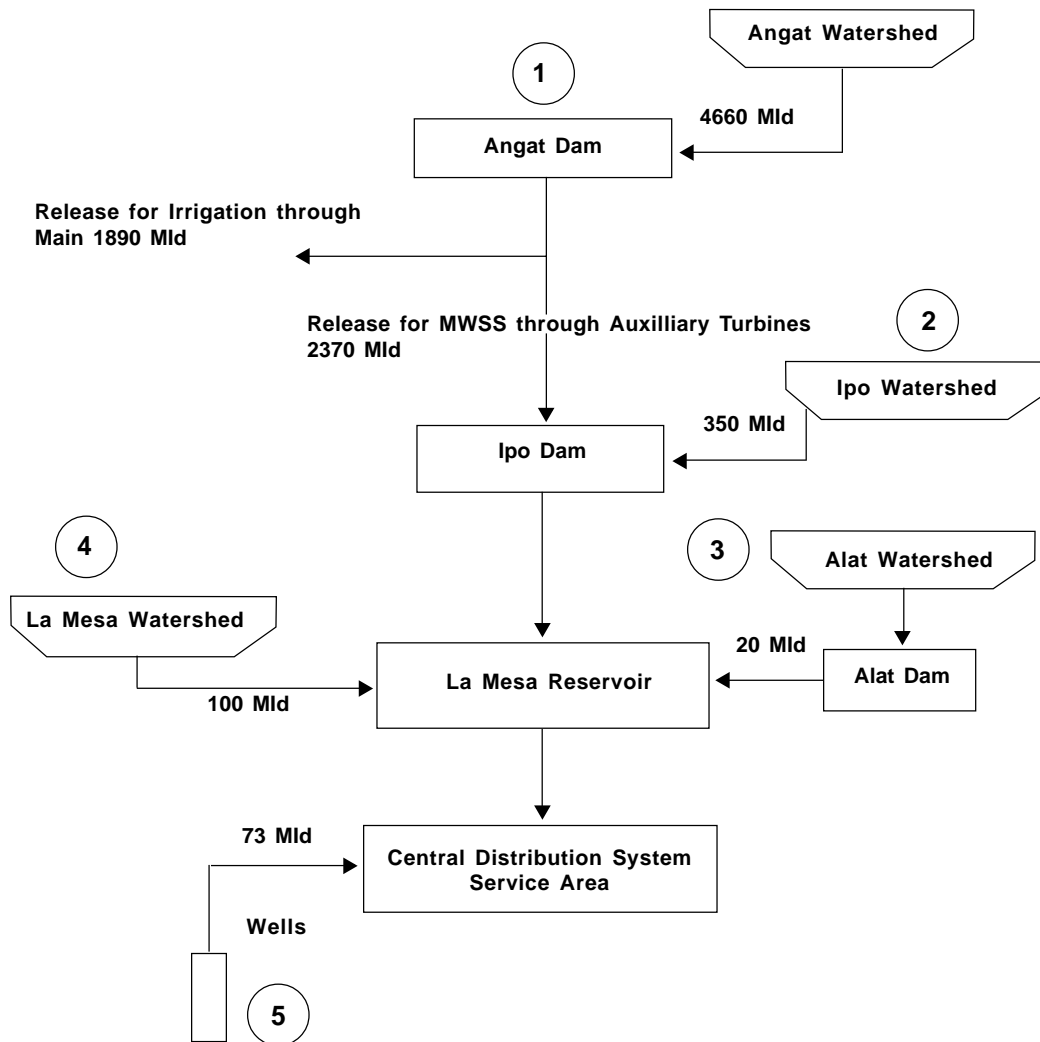 Angat Watershed
1
4660 Mld
Angat Dam
Release for Irrigation through
Main 1890 Mld
Release for MWSS through Auxilliary Turbines
2370 Mld
2
Ipo Watershed
350 Mld
Ipo Dam
4
3
Alat Watershed
La Mesa Watershed
20 Mld
La Mesa Reservoir
Alat Dam
100 Mld
73 Mld
Central Distribution System
Service Area
Wells
5